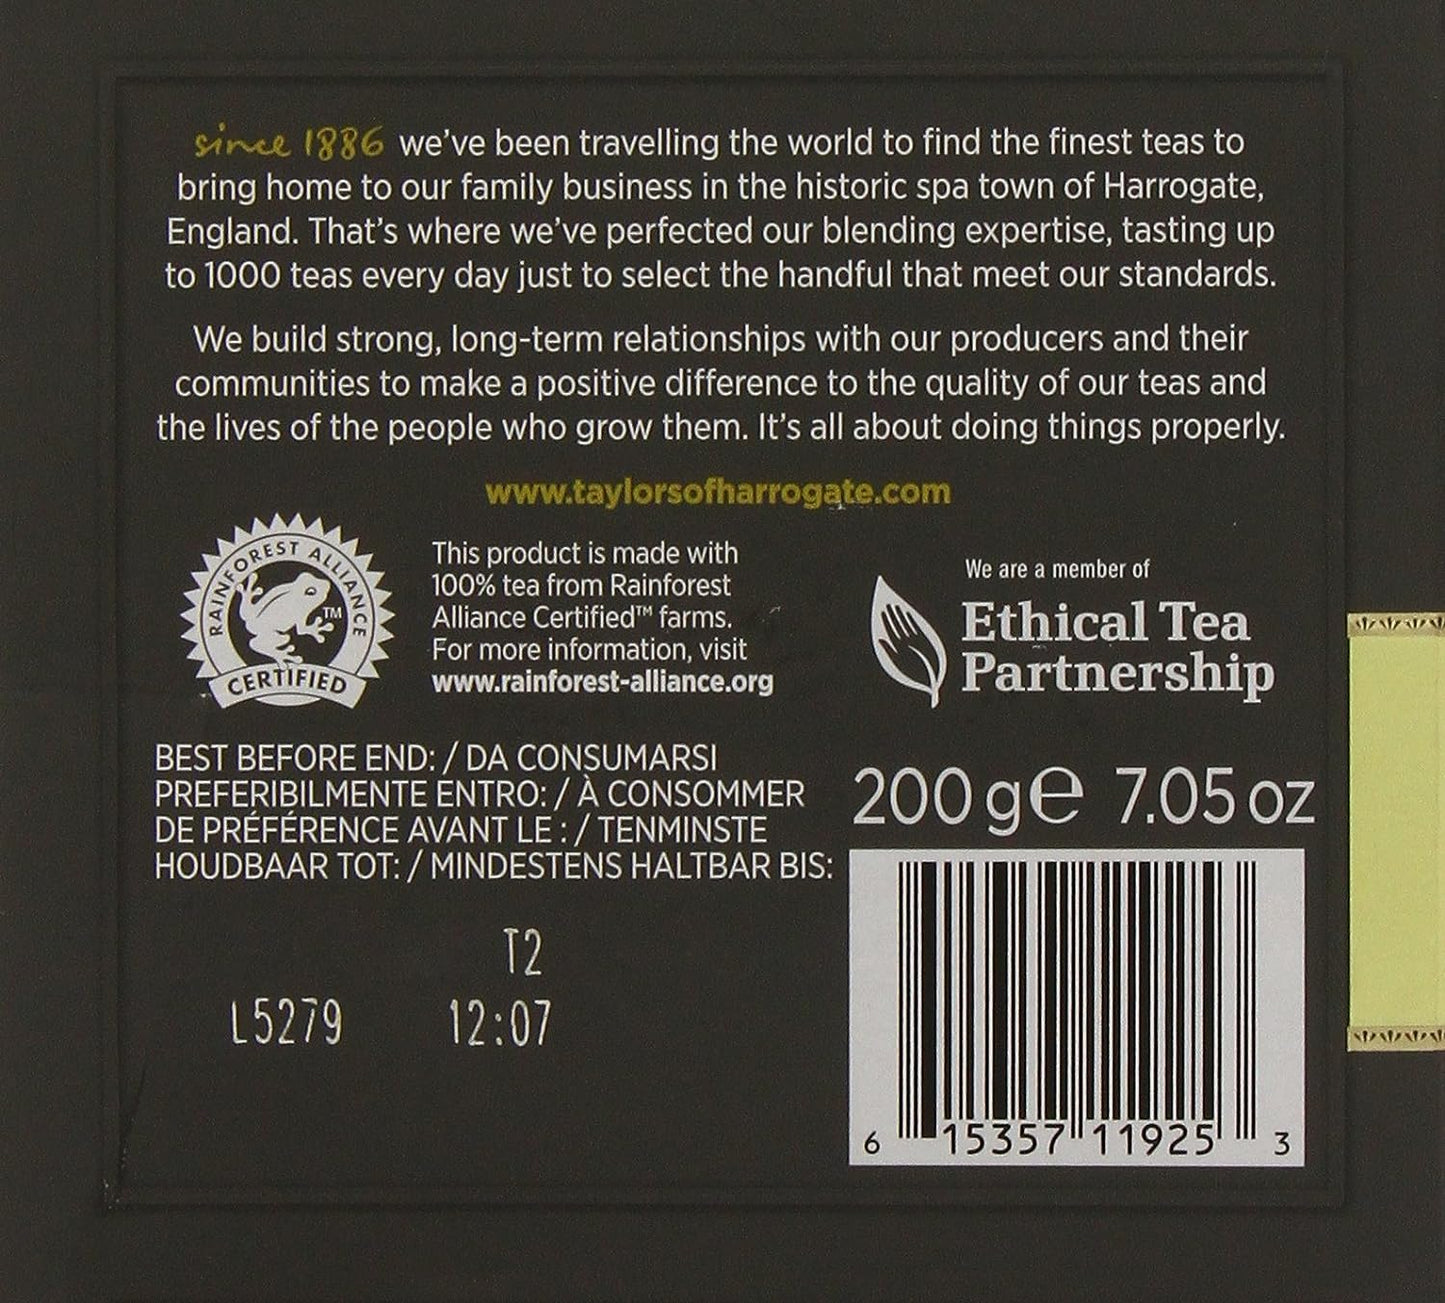 since 1886 we've been travelling the world to find the finest teas to
bring home to our family business in the historic spa town of Harrogate,
England. That's where we've perfected our blending expertise, tasting up
to 1000 teas every day just to select the handful that meet our standards.
We build strong, long-term relationships with our producers and their
communities to make a positive difference to the quality of our teas and
the lives of the people who grow them. It's all about doing things properly.
www.taylorsofharrogate.com
RAINFOREST ALLIANCE
TM
CERTIFIED
This product is made with
100% tea from Rainforest
Alliance Certified™ farms.
For more information, visit
www.rainforest-alliance.org
We are a member of
Ethical Tea
Partnership
BEST BEFORE END: / DA CONSUMARSI
PREFERIBILMENTE ENTRO: / À CONSOMMER
DE PRÉFÉRENCE AVANT LE : / TENMINSTE
HOUDBAAR TOT: / MINDESTENS HALTBAR BIS:
200 g℮ 7.05 oz
T2
L5279 12:07
6 15357 11925 3